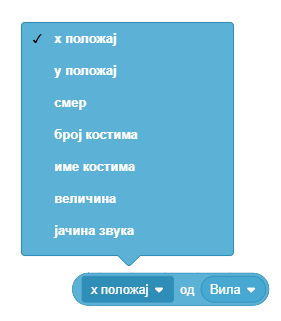 ✓ x положај
y положај
смер
број костима
име костима
величина
јачина звука
x положај од Вила